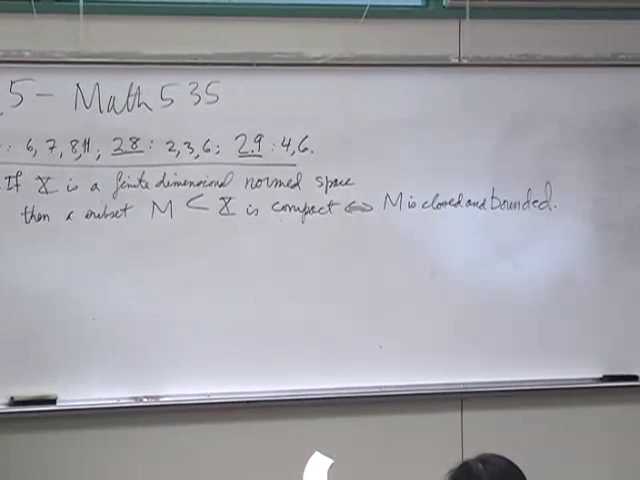 .5 - Math 535
: 6, 7, 8, 11; 2.8 : 2, 3, 6; 2.9 : 4, 6.
If X is a finite dimensional normed space
then a subset M ⊂ X is compact ⇔ M is closed and bounded.